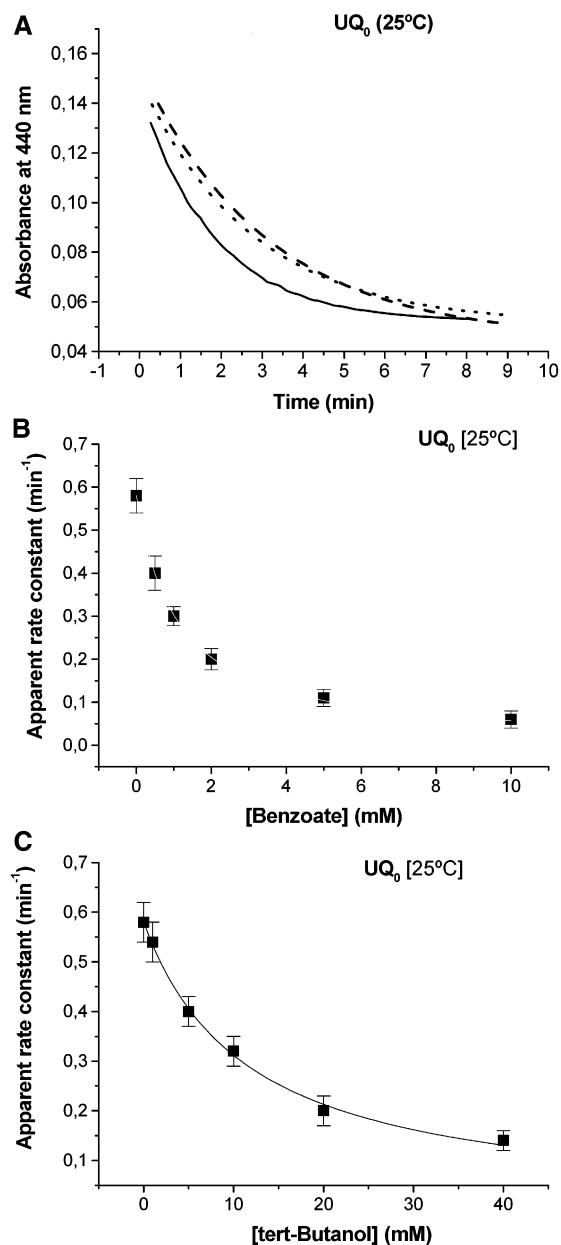 A
UQ₀ (25ºC)
0,16
0,14
0,12
0,10
0,08
0,06
0,04
Absorbance at 440 nm
-1 0 1 2 3 4 5 6 7 8 9 10
Time (min)
B
UQ₀ [25ºC]
0,7
0,6
0,5
0,4
0,3
0,2
0,1
0,0
Apparent rate constant (min⁻¹)
0 2 4 6 8 10
[Benzoate] (mM)
C
UQ₀ [25ºC]
0,7
0,6
0,5
0,4
0,3
0,2
0,1
Apparent rate constant (min⁻¹)
0 10 20 30 40
[tert-Butanol] (mM)